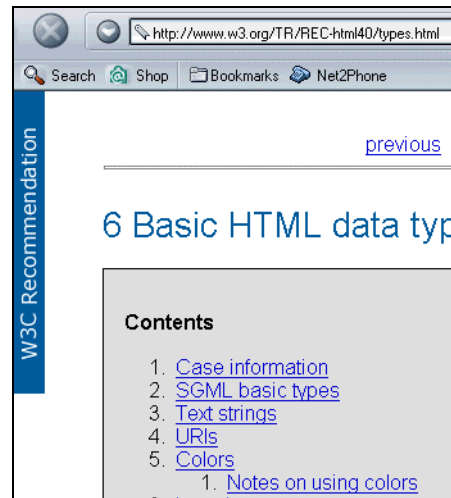 http://www.w3.org/TR/REC-html40/types.html
Search Shop Bookmarks Net2Phone
W3C Recommendation
previous
6 Basic HTML data typ
Contents
1. Case information
2. SGML basic types
3. Text strings
4. URIs
5. Colors
1. Notes on using colors